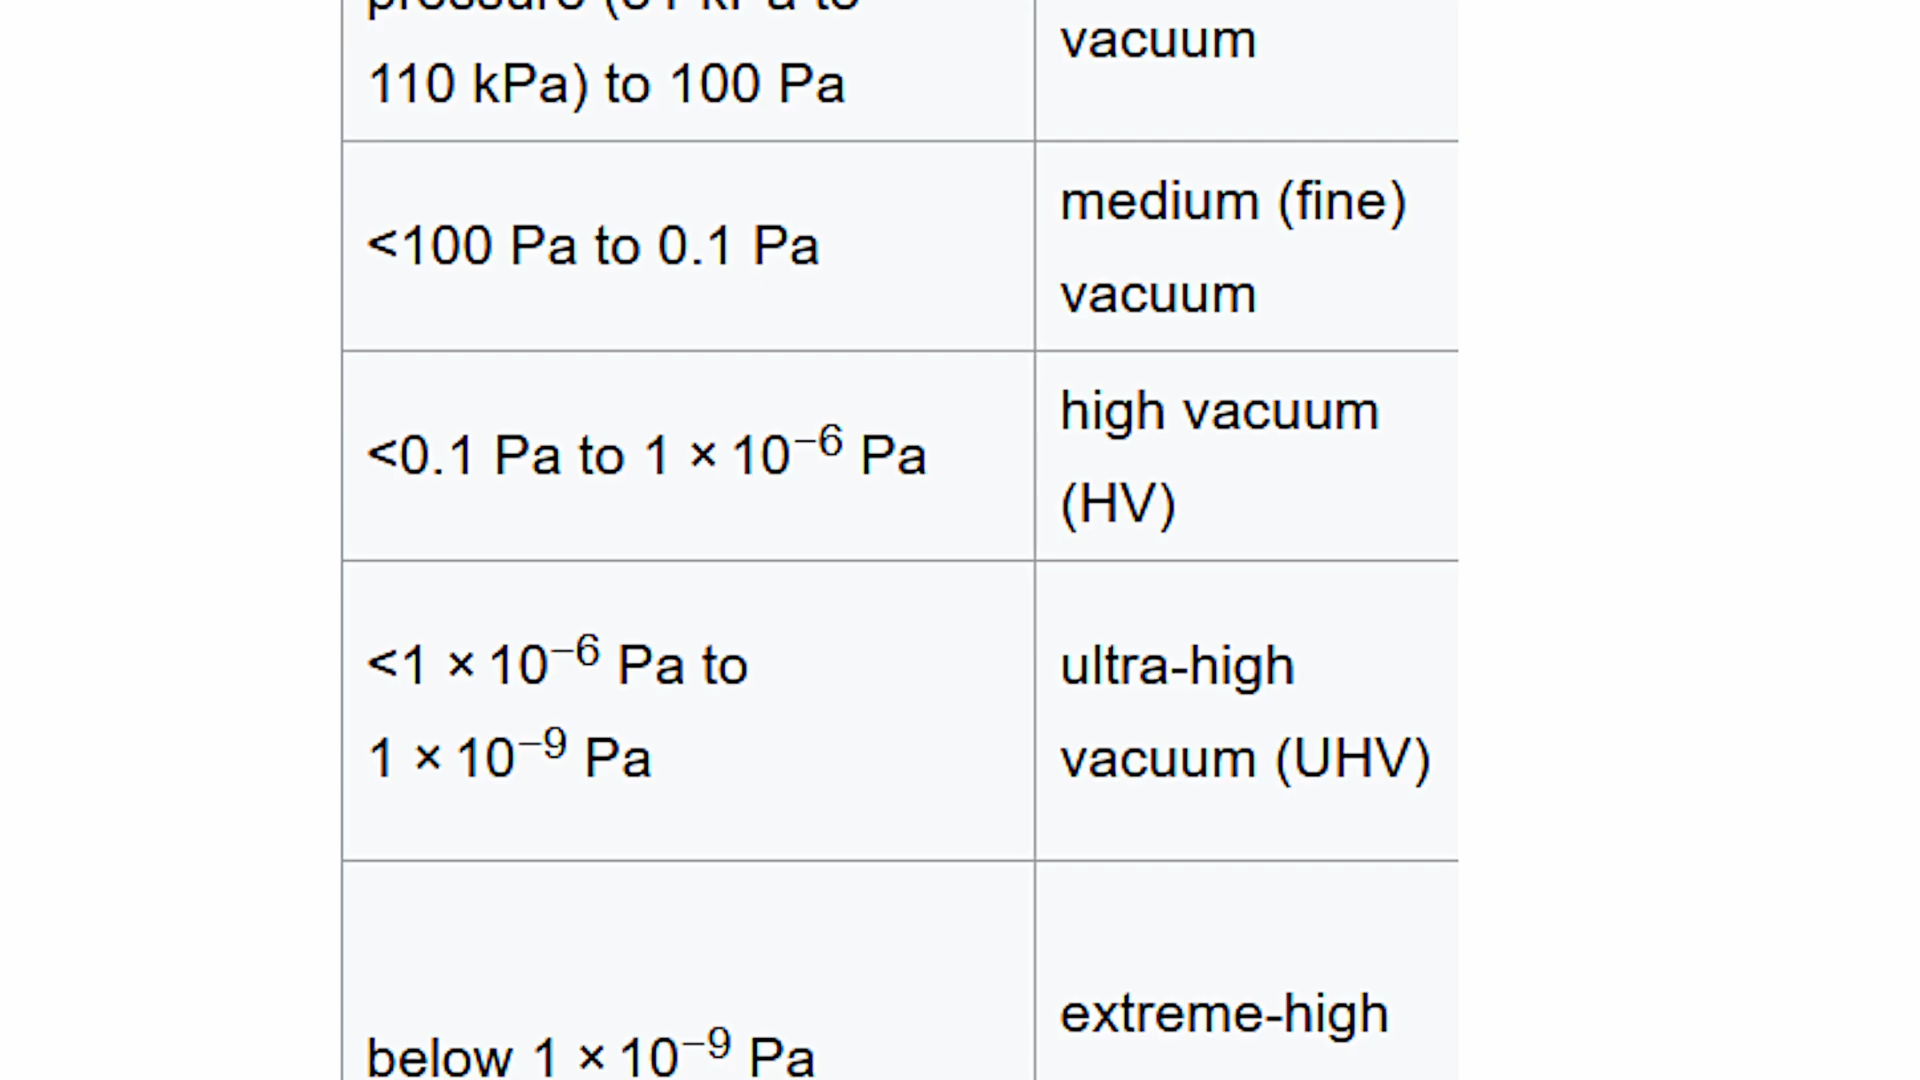 110 kPa) to 100 Pa
vacuum
<100 Pa to 0.1 Pa
medium (fine)
vacuum
<0.1 Pa to 1 × 10⁻⁶ Pa
high vacuum
(HV)
<1 × 10⁻⁶ Pa to
1 × 10⁻⁹ Pa
ultra-high
vacuum (UHV)
below 1 × 10⁻⁹ Pa
extreme-high